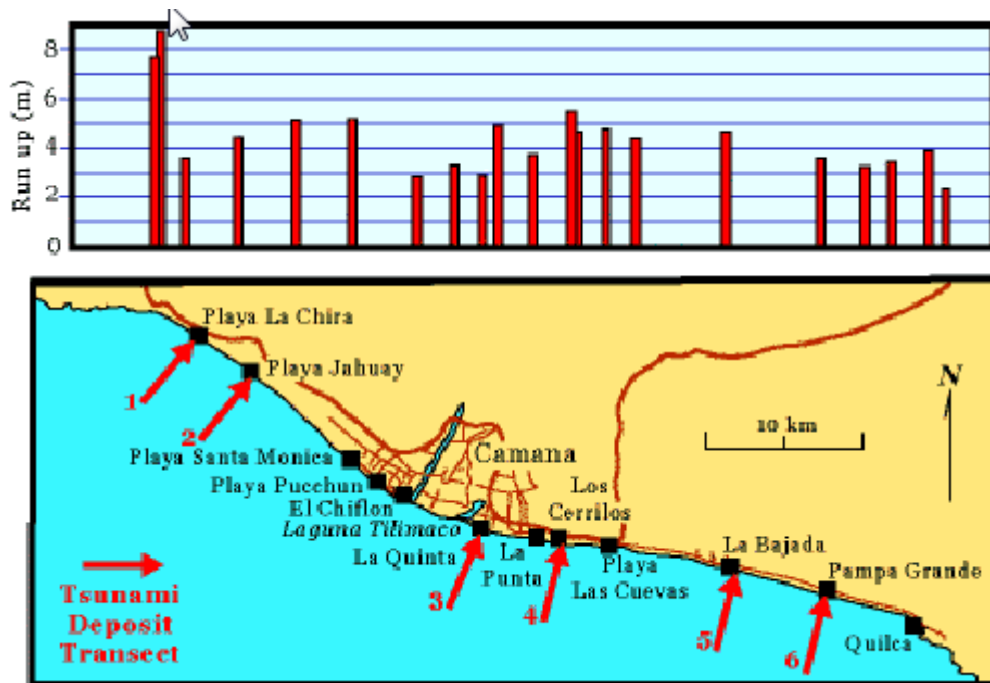 Run up (m)
8
6
4
2
0
Playa La Chira
1
Playa Jahuay
2
N
10 km
Playa Santa Monica
Camana
Playa Pucchun
El Chiflon
Los
Cerrilos
Laguna Tilimaco
La Quinta
La
Punta
Playa
Las Cuevas
La Bajada
Pampa Grande
Quilca
3
4
5
6
Tsunami
Deposit
Transect